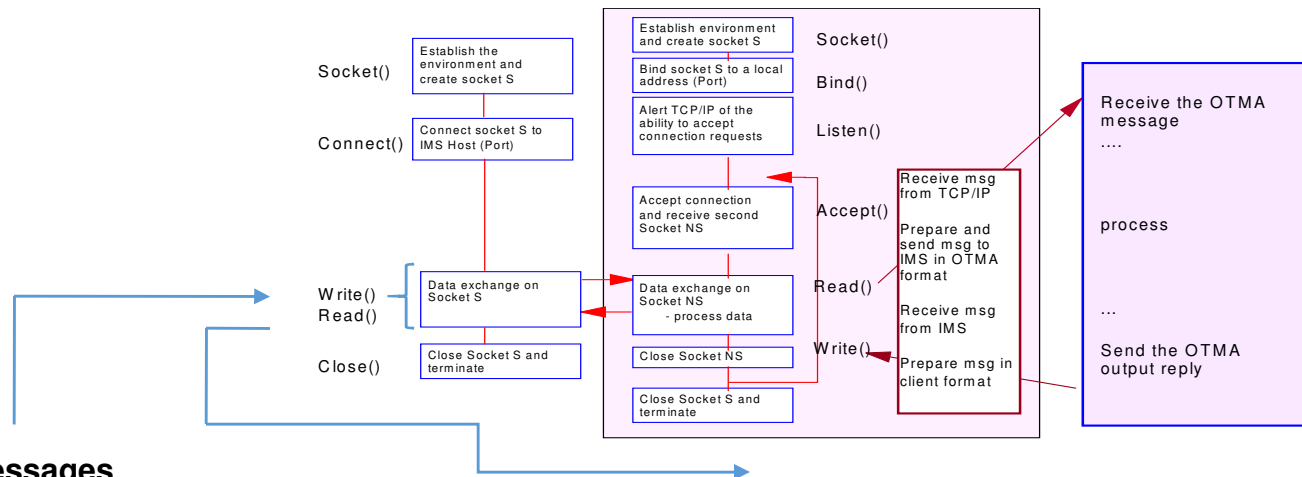 Socket()
Establish the
environment and
create socket S
Connect()
Connect socket S to
IMS Host (Port)
Write()
Read()
Data exchange on
Socket S
Close()
Close Socket S and
terminate
Establish environment
and create socket S
Socket()
Bind socket S to a local
address (Port)
Bind()
Alert TCP/IP of the
ability to accept
connection requests
Listen()
Accept connection
and receive second
Socket NS
Accept()
Data exchange on
Socket NS
- process data
Read()
Close Socket NS
Write()
Close Socket S and
terminate
Receive msg
from TCP/IP
Prepare and
send msg to
IMS in OTMA
format
Receive msg
from IMS
Prepare msg in
client format
Receive the OTMA
message
....
process
...
Send the OTMA
output reply